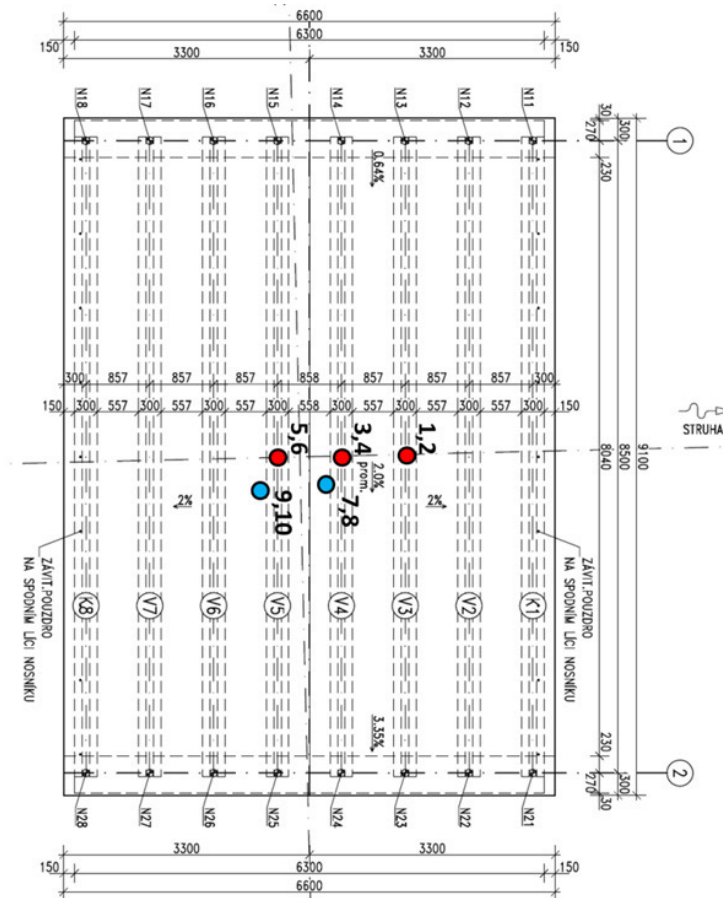 6600
150 6300 150
3300 3300
N18 N17 N16 N15 N14 N13 N12 N11
30
270 300
1
0.64%
230
300 857 857 857 858 857 857 857 300
150 300 557 300 557 300 557 300 558 300 557 300 557 300 557 300 150
STRUHA
8040 8500 9100
5,6 3,4 1,2
prom. 2.0%
9,10 7,8
2% 2%
ZÁVIT.POUZDRO
NA SPODNÍM LÍCI NOSNÍKU
K8 V7 V6 V5 V4 V3 V2 K1
ZÁVIT.POUZDRO
NA SPODNÍM LÍCI NOSNÍKU
3.35%
230
2
270 300
30
N28 N27 N26 N25 N24 N23 N22 N21
3300 3300
150 6300 150
6600